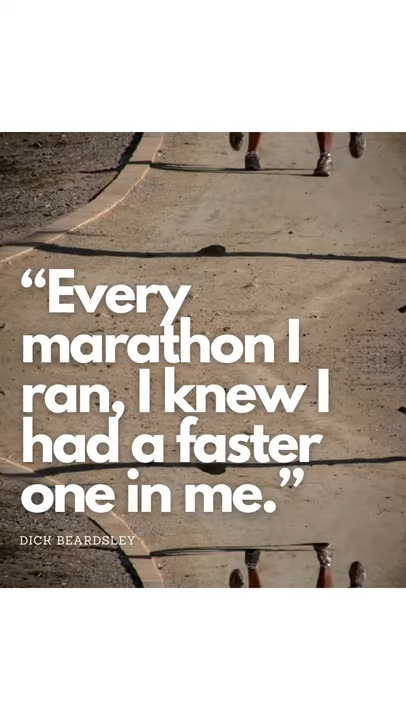 “Every
marathon I
ran, I knew I
had a faster
one in me.”
DICK BEARDSLEY